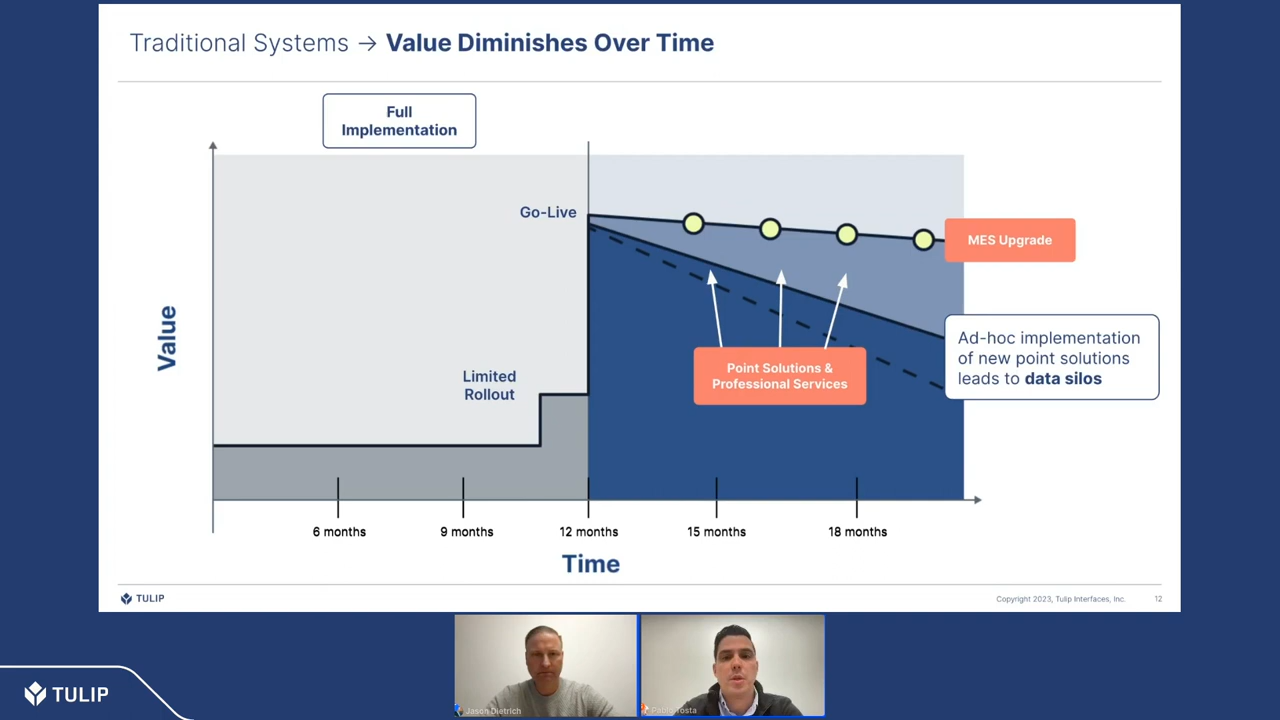 Traditional Systems → Value Diminishes Over Time
Full
Implementation
Go-Live
MES Upgrade
Value
Limited
Rollout
Point Solutions &
Professional Services
Ad-hoc implementation
of new point solutions
leads to data silos
6 months
9 months
12 months
15 months
18 months
Time
TULIP
Copyright 2023, Tulip Interfaces, Inc.
12
Jason Dietrich
Pablo Tosta
TULIP